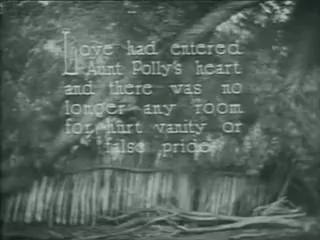 Love had entered
Aunt Polly's heart
and there was no
longer any room
for hurt vanity or
false pride